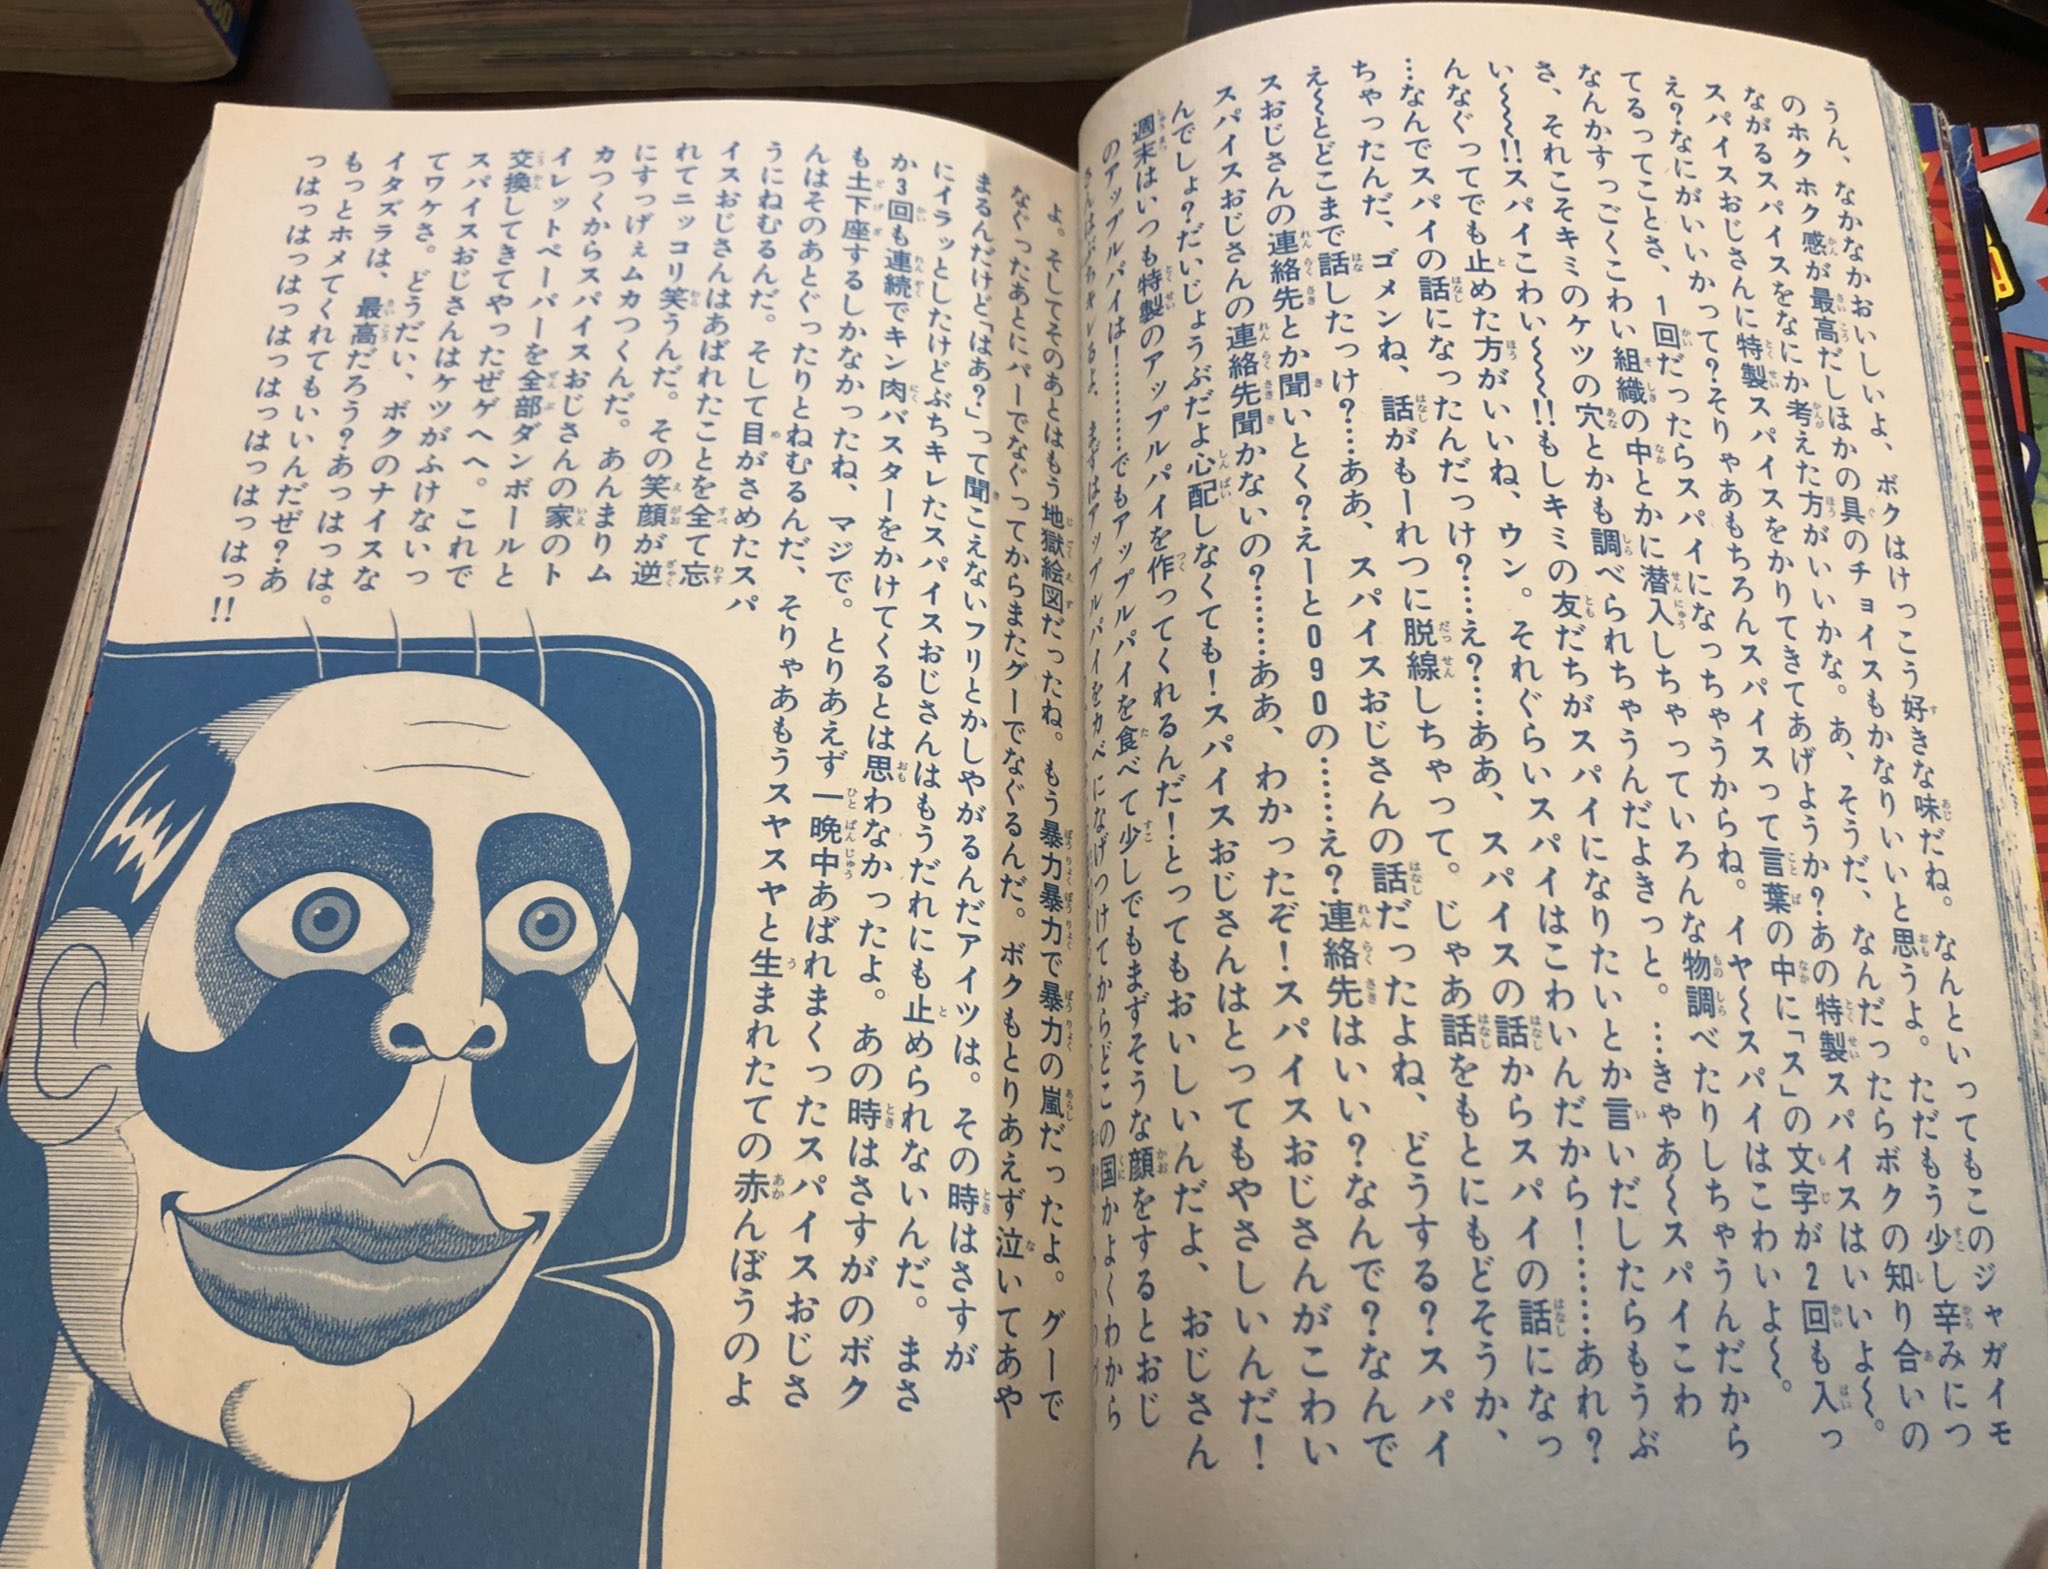 うん、なかなかおいしいよ、ボクはけっこう好きな味だね。なんといってもこのジャガイモ
のホクホク感が最高だしほかの具のチョイスもかなりいいと思うよ。ただもう少し辛みにつ
ながるスパイスをなにか考えた方がいいかな。あ、そうだ、なんだったらボクの知り合いの
スパイスおじさんに特製スパイスをかりてきてあげようか?あの特製スパイスはいいよ〜。
え?なにがいいかって?そりゃあもちろんスパイスって言葉の中に「ス」の文字が2回も入っ
てるってことさ、1回だったらスパイになっちゃうからね。イヤ〜スパイはこわいよ〜。
なんかすっごくこわい組織の中とかに潜入しちゃっていろんな物調べたりしちゃうんだから
さ、それこそキミのケツの穴とかも調べられちゃうんだよきっと。…きゃあ〜スパイこわ
い〜〜!!スパイこわい〜〜〜!!もしキミの友だちがスパイになりたいとか言いだしたらもうぶ
んなぐってでも止めた方がいいね、ウン。それぐらいスパイはこわいんだから!……あれ?
…なんでスパイの話になったんだっけ?…え?…ああ、スパイスの話からスパイの話になっ
ちゃったんだ、ゴメンね、話がもーれつに脱線しちゃって。じゃあ話をもとにもどそうか、
え〜とどこまで話したっけ?…ああ、スパイスおじさんの話だったよね、どうする?スパイ
スおじさんの連絡先とか聞いとく?えーと090の……え?連絡先はいい?なんで?なんで
スパイスおじさんの連絡先聞かないの?……ああ、わかったぞ!スパイスおじさんがこわい
んでしょ?だいじょうぶだよ心配しなくても!スパイスおじさんはとってもやさしいんだ!
週末はいつも特製のアップルパイを作ってくれるんだ!とってもおいしいんだよ、おじさん
のアップルパイは!………でもアップルパイを食べて少しでもまずそうな顔をするとおじ
さんはぶちキレるよ、まずはアップルパイをカベになげつけてからどこの国かよ〜くわから
よ。そしてそのあとはもう地獄絵図だったね。もう暴力暴力で暴力の嵐だったよ。グーで
なぐったあとにパーでなぐってからまたグーでなぐるんだ。ボクもとりあえず泣いてあや
まるんだけど「はあ?」って聞こえないフリとかしやがるんだアイツは。その時はさすが
にイラッとしたけどぶちキレたスパイスおじさんはもうだれにも止められないんだ。まさ
か3回も連続でキン肉バスターをかけてくるとは思わなかったよ。あの時はさすがのボク
も土下座するしかなかったね、マジで。とりあえず一晩中あばれまくったスパイスおじさ
んはそのあとぐったりとねむるんだ、そりゃあもうスヤスヤと生まれたての赤んぼうのよ
うにねむるんだ。そして目がさめたスパ
イスおじさんはあばれたことを全て忘
れてニッコリ笑うんだ。その笑顔が逆
にすっげぇムカつくんだ。あんまりム
カつくからスパイスおじさんの家のト
イレットペーパーを全部ダンボールと
交換してきてやったぜゲヘヘ。これで
スパイスおじさんはケツがふけないっ
てワケさ。どうだい、ボクのナイスな
イタズラは、最高だろう?あっはっは。
もっとホメてくれてもいいんだぜ?あ
っはっはっはっはっはっはっはっ!!